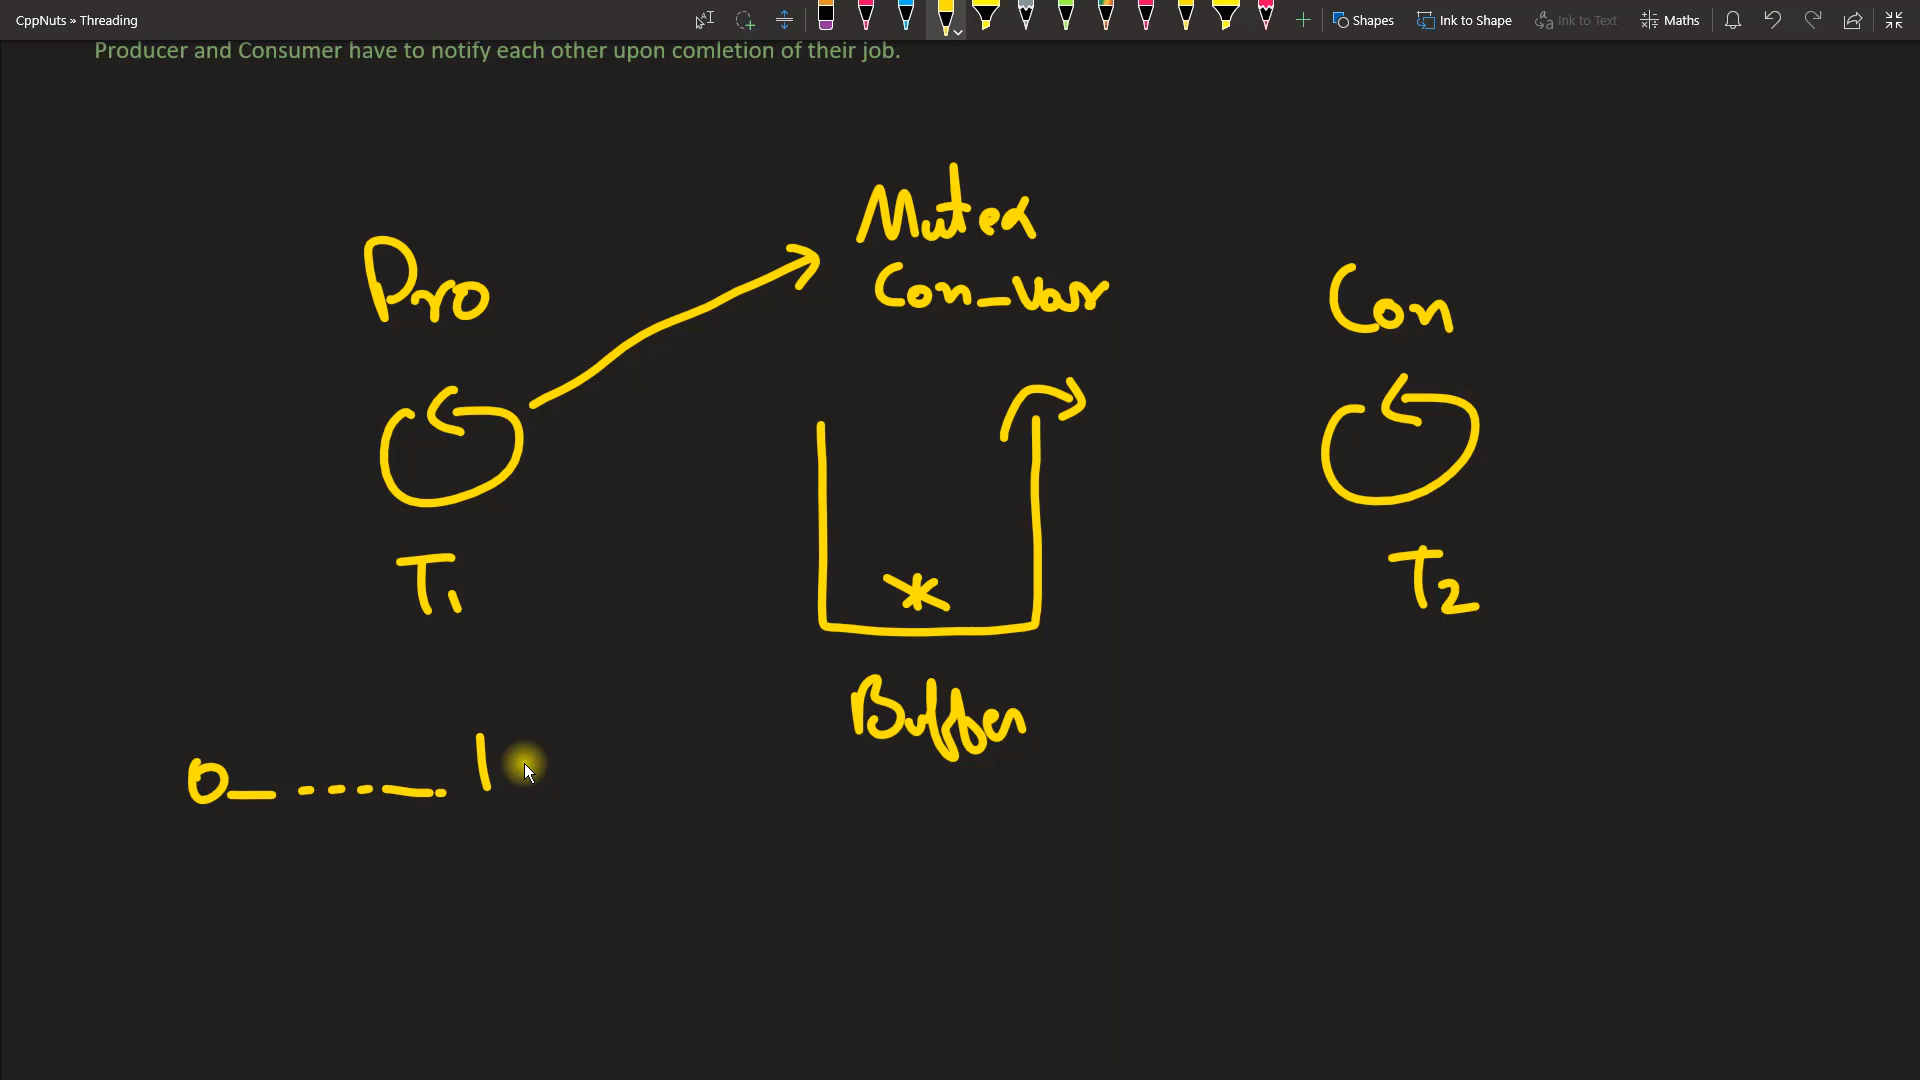 CppNuts » Threading
Shapes
Ink to Shape
Ink to Text
Maths
Producer and Consumer have to notify each other upon comletion of their job.
Mutex
Con_Var
Pro
Con
T1
T2
*
Buffer
0_ ----. 1